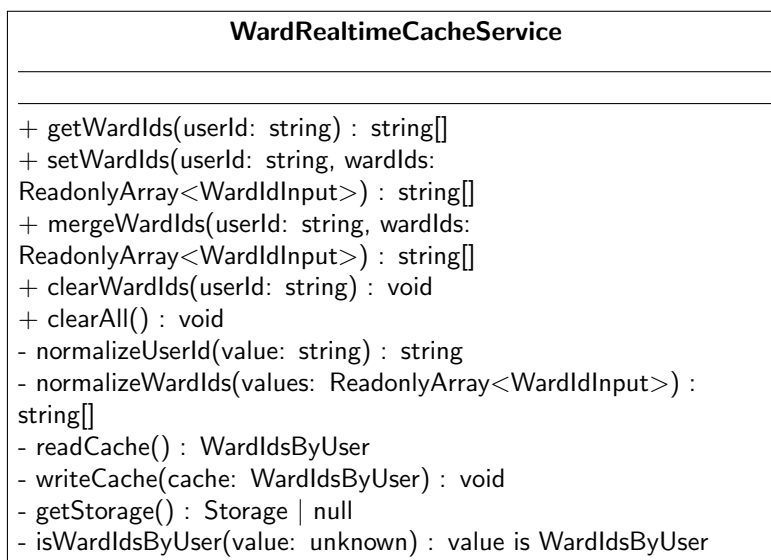 WardRealtimeCacheService
+ getWardIds(userId: string) : string[]
+ setWardIds(userId: string, wardIds:
ReadonlyArray<WardIdInput>) : string[]
+ mergeWardIds(userId: string, wardIds:
ReadonlyArray<WardIdInput>) : string[]
+ clearWardIds(userId: string) : void
+ clearAll() : void
- normalizeUserId(value: string) : string
- normalizeWardIds(values: ReadonlyArray<WardIdInput>) :
string[]
- readCache() : WardIdsByUser
- writeCache(cache: WardIdsByUser) : void
- getStorage() : Storage | null
- isWardIdsByUser(value: unknown) : value is WardIdsByUser